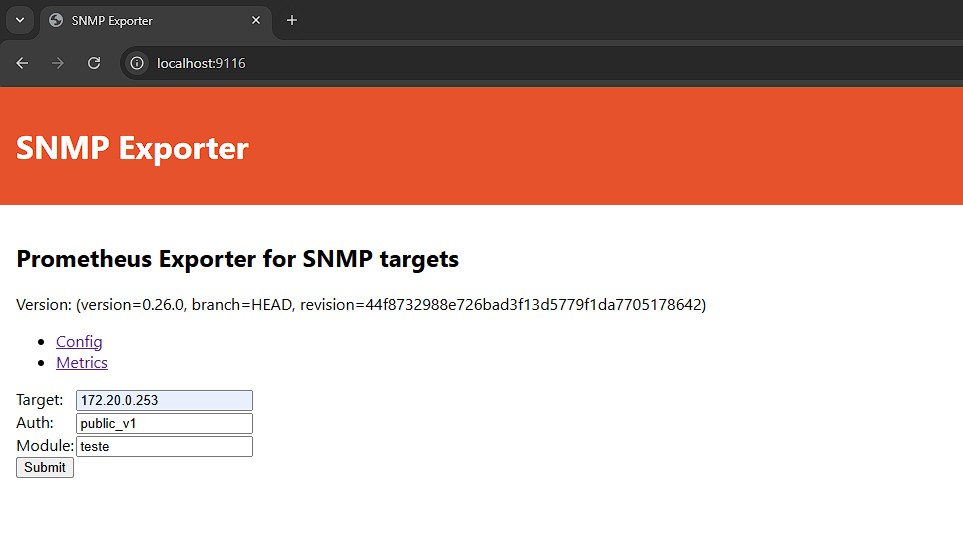 SNMP Exporter
localhost:9116
SNMP Exporter
Prometheus Exporter for SNMP targets
Version: (version=0.26.0, branch=HEAD, revision=44f8732988e726bad3f13d5779f1da7705178642)
Config
Metrics
Target: 172.20.0.253
Auth: public_v1
Module: teste
Submit